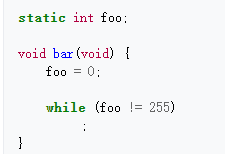 static int foo;
void bar(void) {
    foo = 0;
    while (foo != 255)
        ;
}